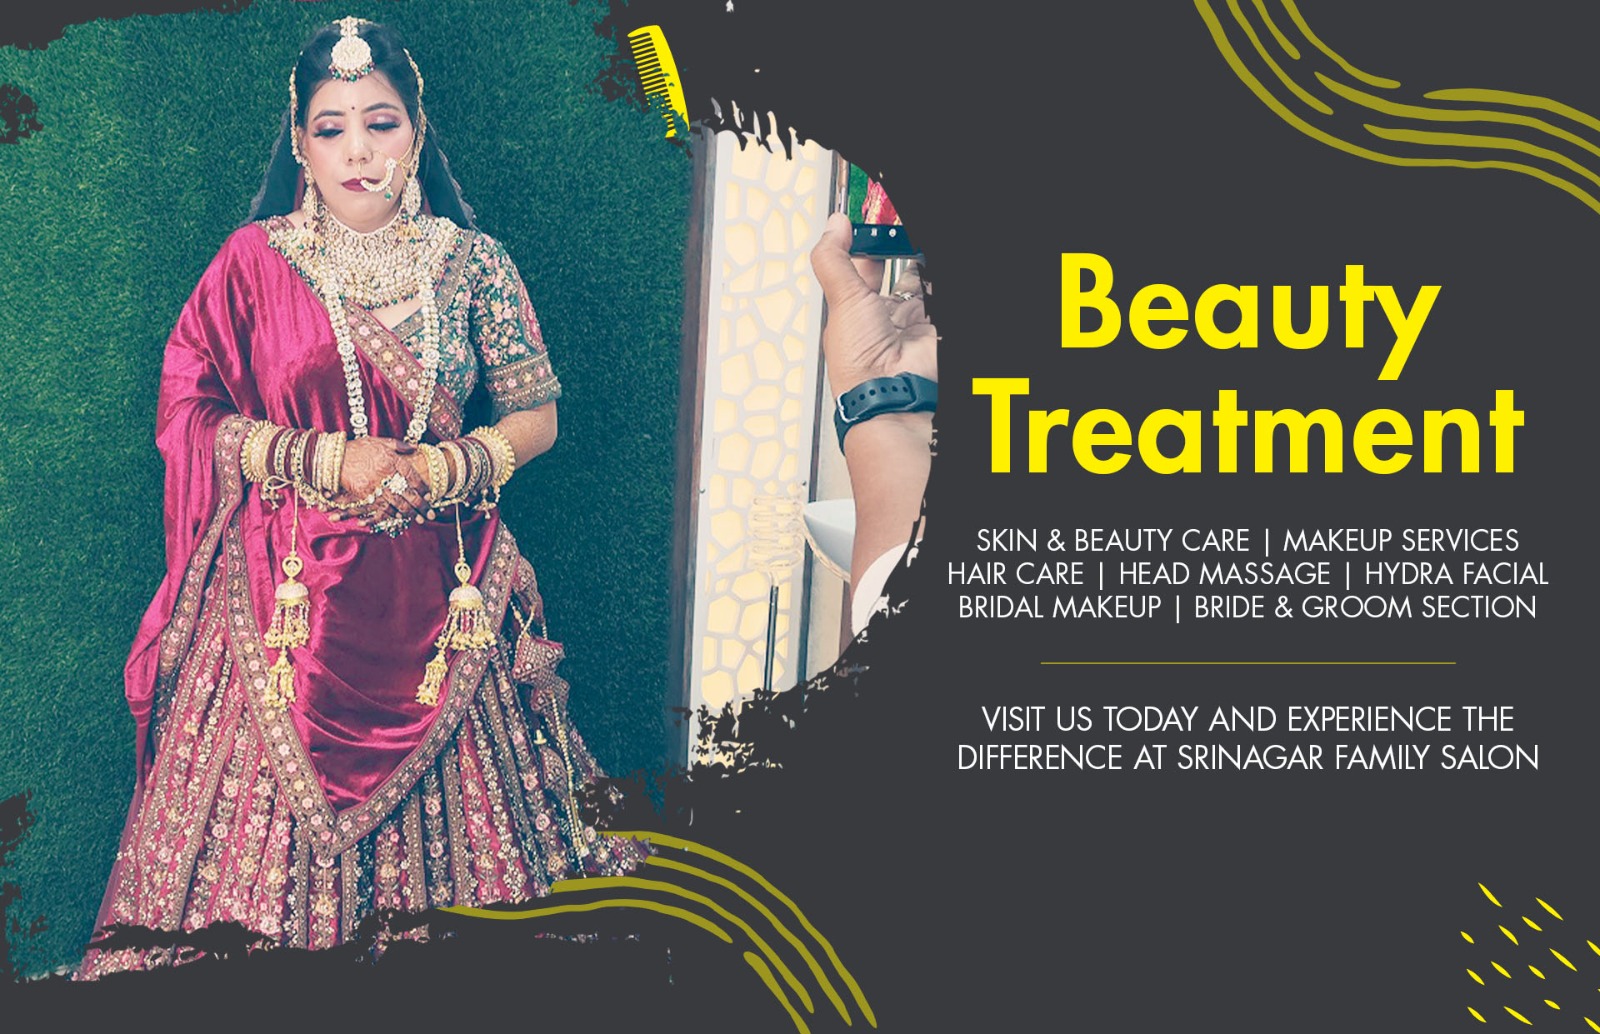 Beauty
Treatment
SKIN & BEAUTY CARE | MAKEUP SERVICES
HAIR CARE | HEAD MASSAGE | HYDRA FACIAL
BRIDAL MAKEUP | BRIDE & GROOM SECTION
VISIT US TODAY AND EXPERIENCE THE
DIFFERENCE AT SRINAGAR FAMILY SALON